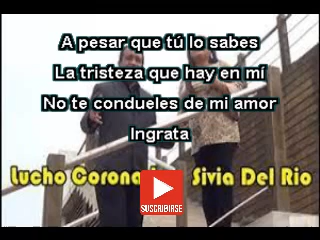 A pesar que tú lo sabes
La tristeza que hay en mí
No te condueles de mi amor
Ingrata
Lucho Corona Sivia Del Rio
SUSCRIBIRSE